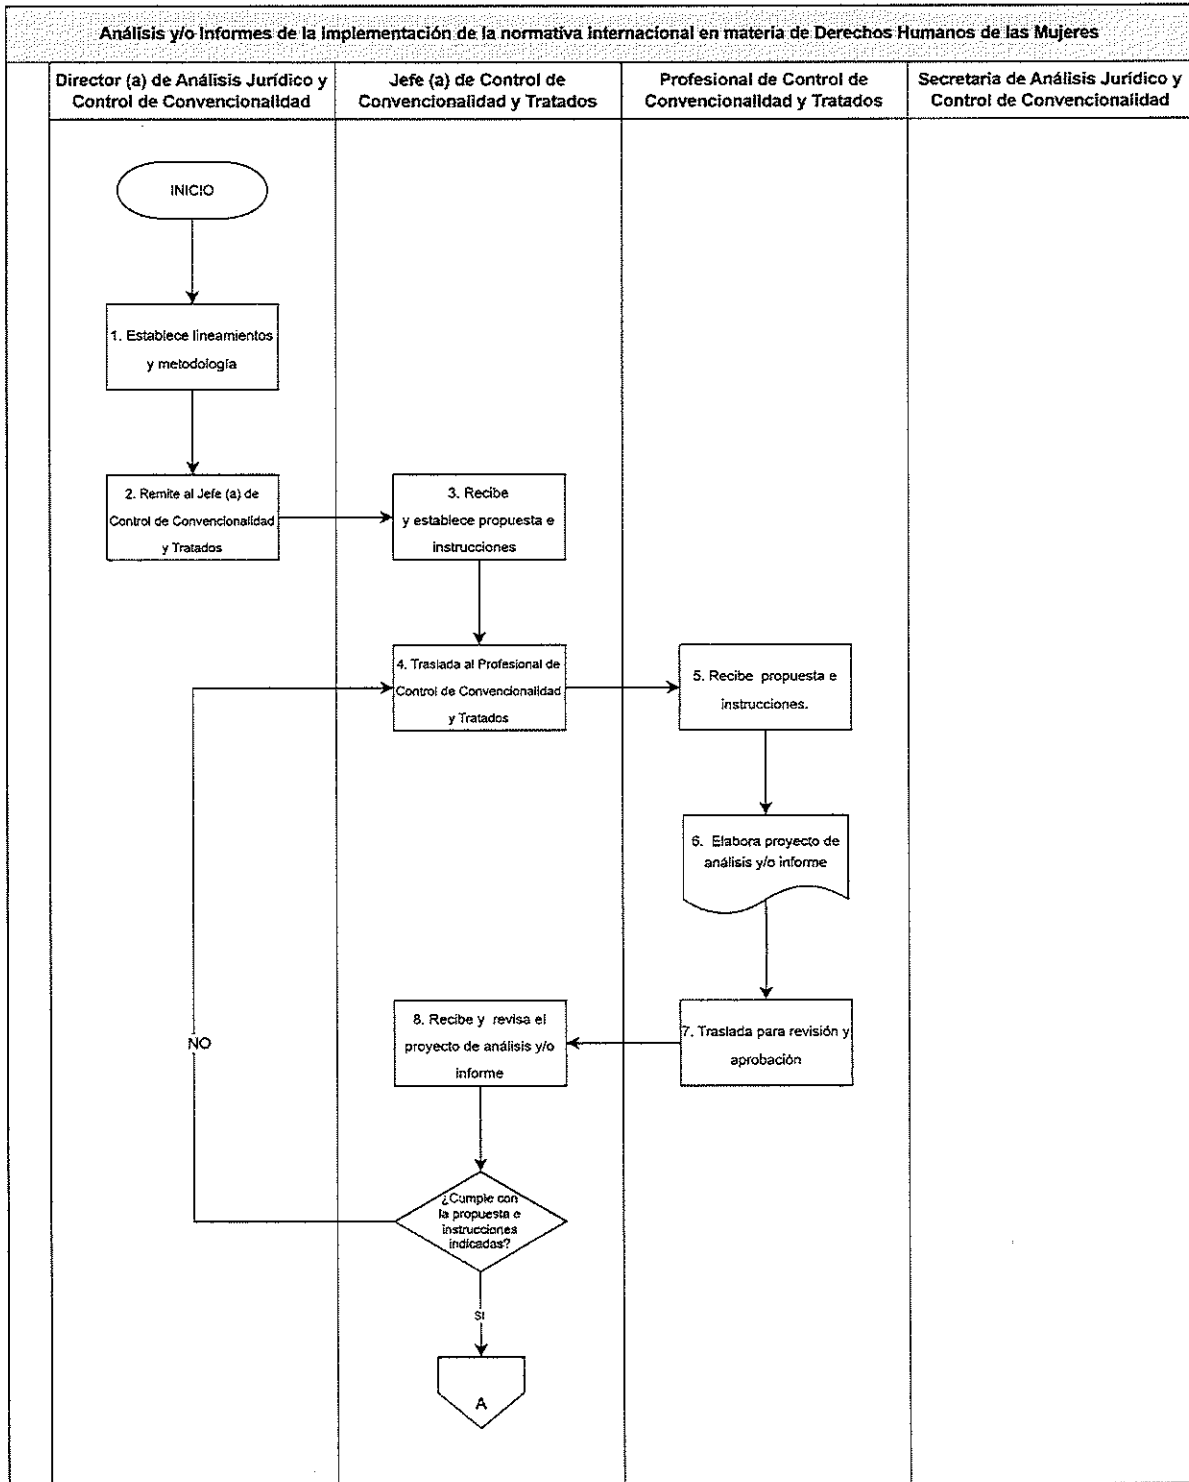 Análisis y/o Informes de la implementación de la normativa internacional en materia de Derechos Humanos de las Mujeres
Director (a) de Análisis Jurídico y
Control de Convencionalidad
Jefe (a) de Control de
Convencionalidad y Tratados
Profesional de Control de
Convencionalidad y Tratados
Secretaria de Análisis Jurídico y
Control de Convencionalidad
INICIO
1. Establece lineamientos
y metodología
2. Remite al Jefe (a) de
Control de Convencionalidad
y Tratados
3. Recibe
y establece propuesta e
instrucciones
4. Traslada al Profesional de
Control de Convencionalidad
y Tratados
5. Recibe propuesta e
instrucciones.
6. Elabora proyecto de
análisis y/o informe
7. Traslada para revisión y
aprobación
8. Recibe y revisa el
proyecto de análisis y/o
informe
NO
¿Cumple con
la propuesta e
instrucciones
indicadas?
SI
A